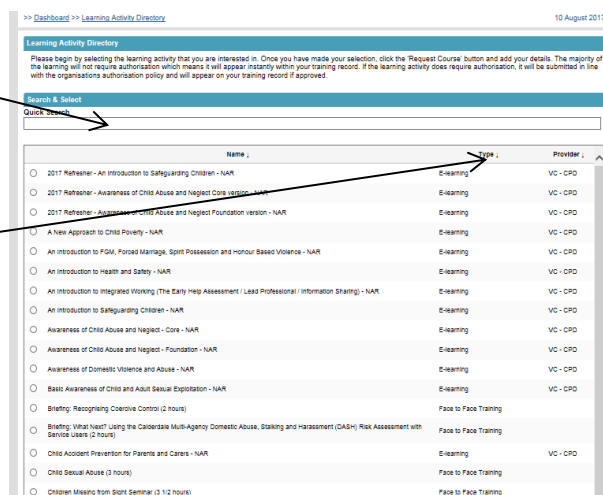 >> Dashboard >> Learning Activity Directory
10 August 2017
Learning Activity Directory
Please begin by selecting the learning activity that you are interested in. Once you have made your selection, click the 'Request Course' button and add your details. The majority of
the learning will not require authorisation which means it will appear instantly within your training record. If the learning activity does require authorisation, it will be submitted in line
with the organisations authorisation policy and will appear on your training record if approved.
Search & Select
Quick Search
Name ↓ Type ↓ Provider ↓
2017 Refresher - An Introduction to Safeguarding Children - NAR E-learning VC - CPD
2017 Refresher - Awareness of Child Abuse and Neglect Core version - NAR E-learning VC - CPD
2017 Refresher - Awareness of Child Abuse and Neglect Foundation version - NAR E-learning VC - CPD
A New Approach to Child Poverty - NAR E-learning VC - CPD
An Introduction to FGM, Forced Marriage, Spirit Possession and Honour Based Violence - NAR E-learning VC - CPD
An Introduction to Health and Safety - NAR E-learning VC - CPD
An Introduction to Integrated Working (The Early Help Assessment / Lead Professional / Information Sharing) - NAR E-learning VC - CPD
An Introduction to Safeguarding Children - NAR E-learning VC - CPD
Awareness of Child Abuse and Neglect - Core - NAR E-learning VC - CPD
Awareness of Child Abuse and Neglect - Foundation - NAR E-learning VC - CPD
Awareness of Domestic Violence and Abuse - NAR E-learning VC - CPD
Basic Awareness of Child and Adult Sexual Exploitation - NAR E-learning VC - CPD
Briefing: Recognising Coercive Control (2 hours) Face to Face Training
Briefing: What Next? Using the Calderdale Multi-Agency Domestic Abuse, Stalking and Harassment (DASH) Risk Assessment with
Service Users (2 hours) Face to Face Training
Child Accident Prevention for Parents and Carers - NAR E-learning VC - CPD
Child Sexual Abuse (3 hours) Face to Face Training
Children Missing from Sight Seminar (3 1/2 hours) Face to Face Training